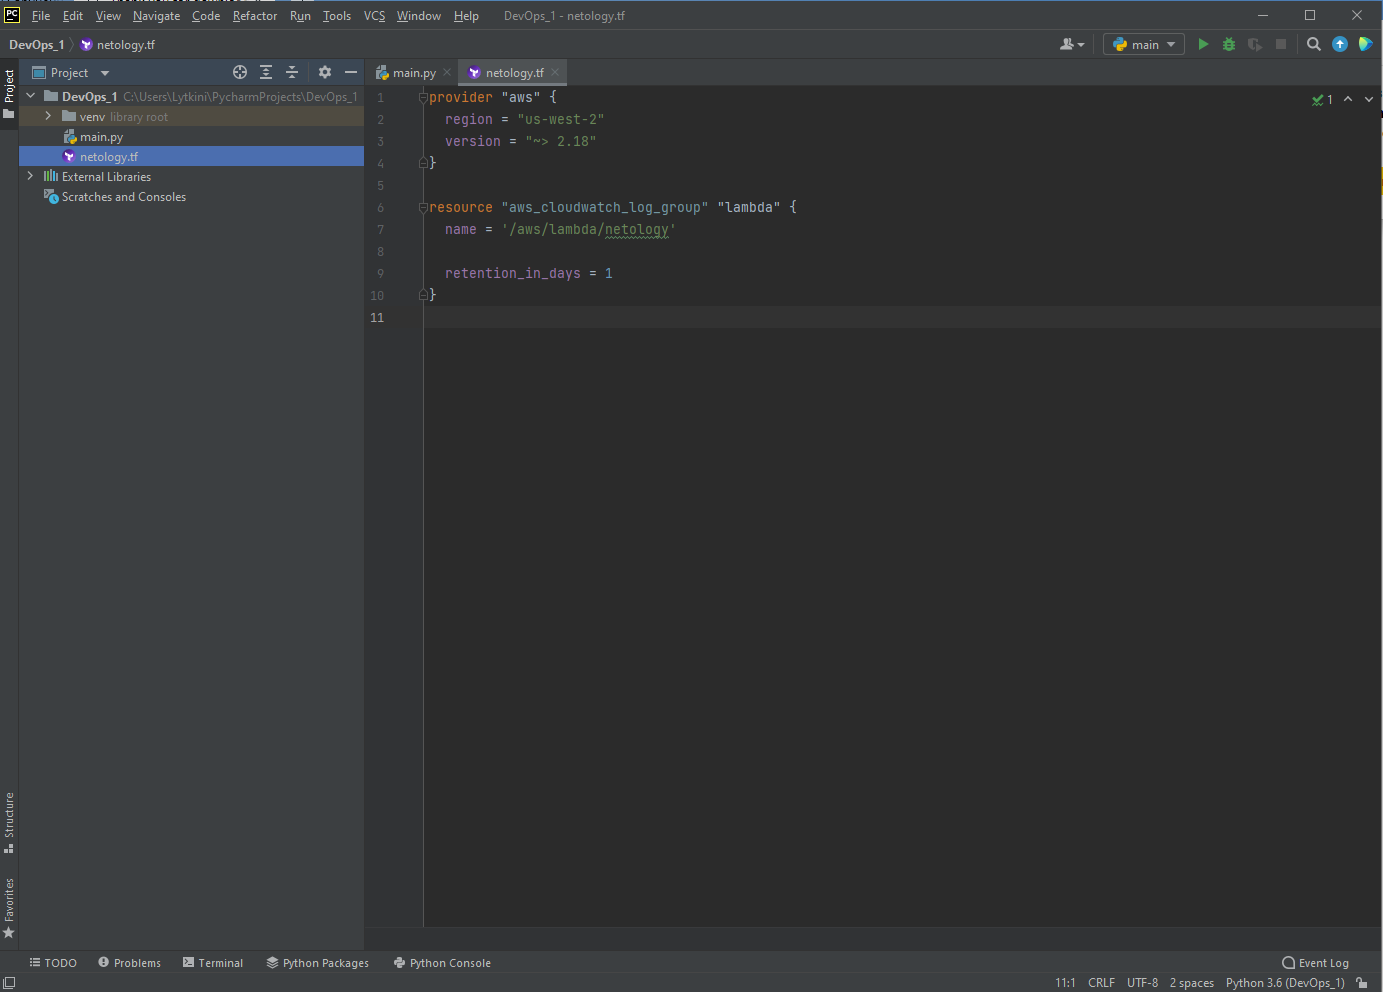 PC File Edit View Navigate Code Refactor Run Tools VCS Window Help DevOps_1 - netology.tf
DevOps_1 netology.tf main
Project
Project
main.py
netology.tf
DevOps_1 C:\Users\Lytkini\PycharmProjects\DevOps_1
venv library root
main.py
netology.tf
External Libraries
Scratches and Consoles
1 provider "aws" {
2 region = "us-west-2"
3 version = "~> 2.18"
4 }
5
6 resource "aws_cloudwatch_log_group" "lambda" {
7 name = '/aws/lambda/netology'
8
9 retention_in_days = 1
10 }
11
1
Structure
Favorites
TODO Problems Terminal Python Packages Python Console Event Log
11:1 CRLF UTF-8 2 spaces Python 3.6 (DevOps_1)